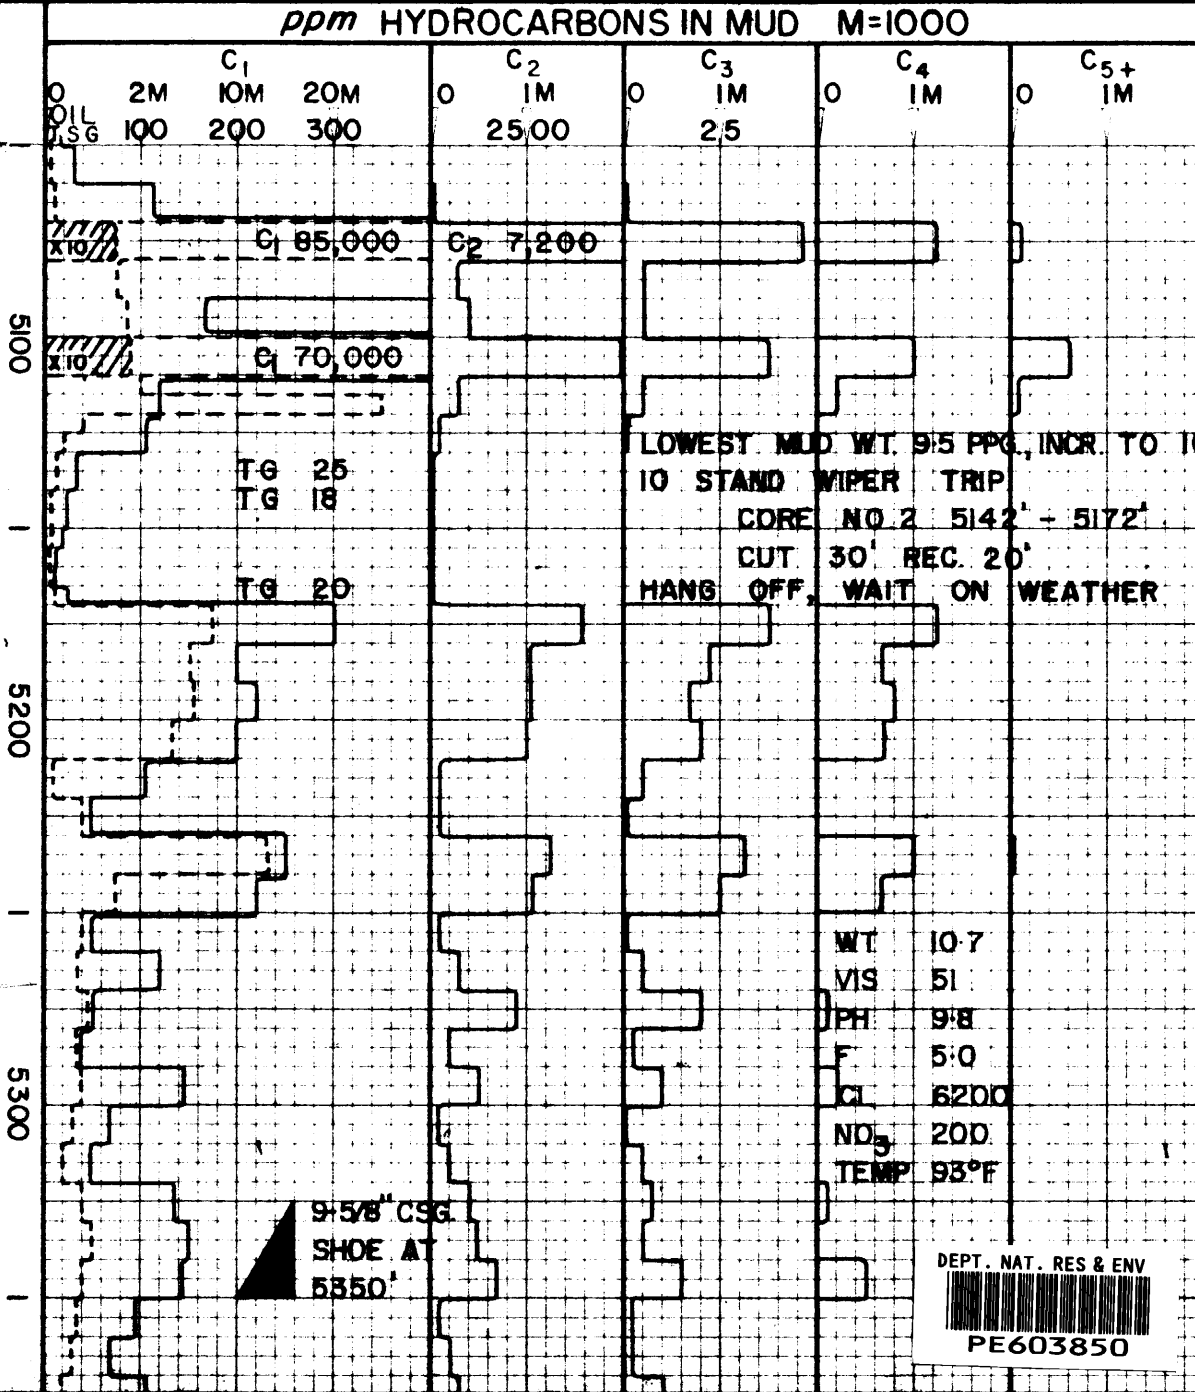 ppm HYDROCARBONS IN MUD M=1000
C1 C2 C3 C4 C5+
0 2M 10M 20M 0 1M 0 1M 0 1M 0 1M
OIL
SG 100 200 300 2500 25
X10 C1 85,000 C2 7,200
5100
X10 C1 70,000
LOWEST MUD WT. 9.5 PPG., INCR. TO
TG 25
10 STAND WIPER TRIP
TG 18
CORE NO 2 5142' - 5172'
CUT 30' REC. 20'
TG 20
HANG OFF, WAIT ON WEATHER
5200
WT 10.7
VIS 51
PH 9.8
F 5.0
CL 6200
5300
NO3 200
TEMP 93°F
9-5/8" CSG
SHOE AT
5350'
DEPT. NAT. RES & ENV
PE603850